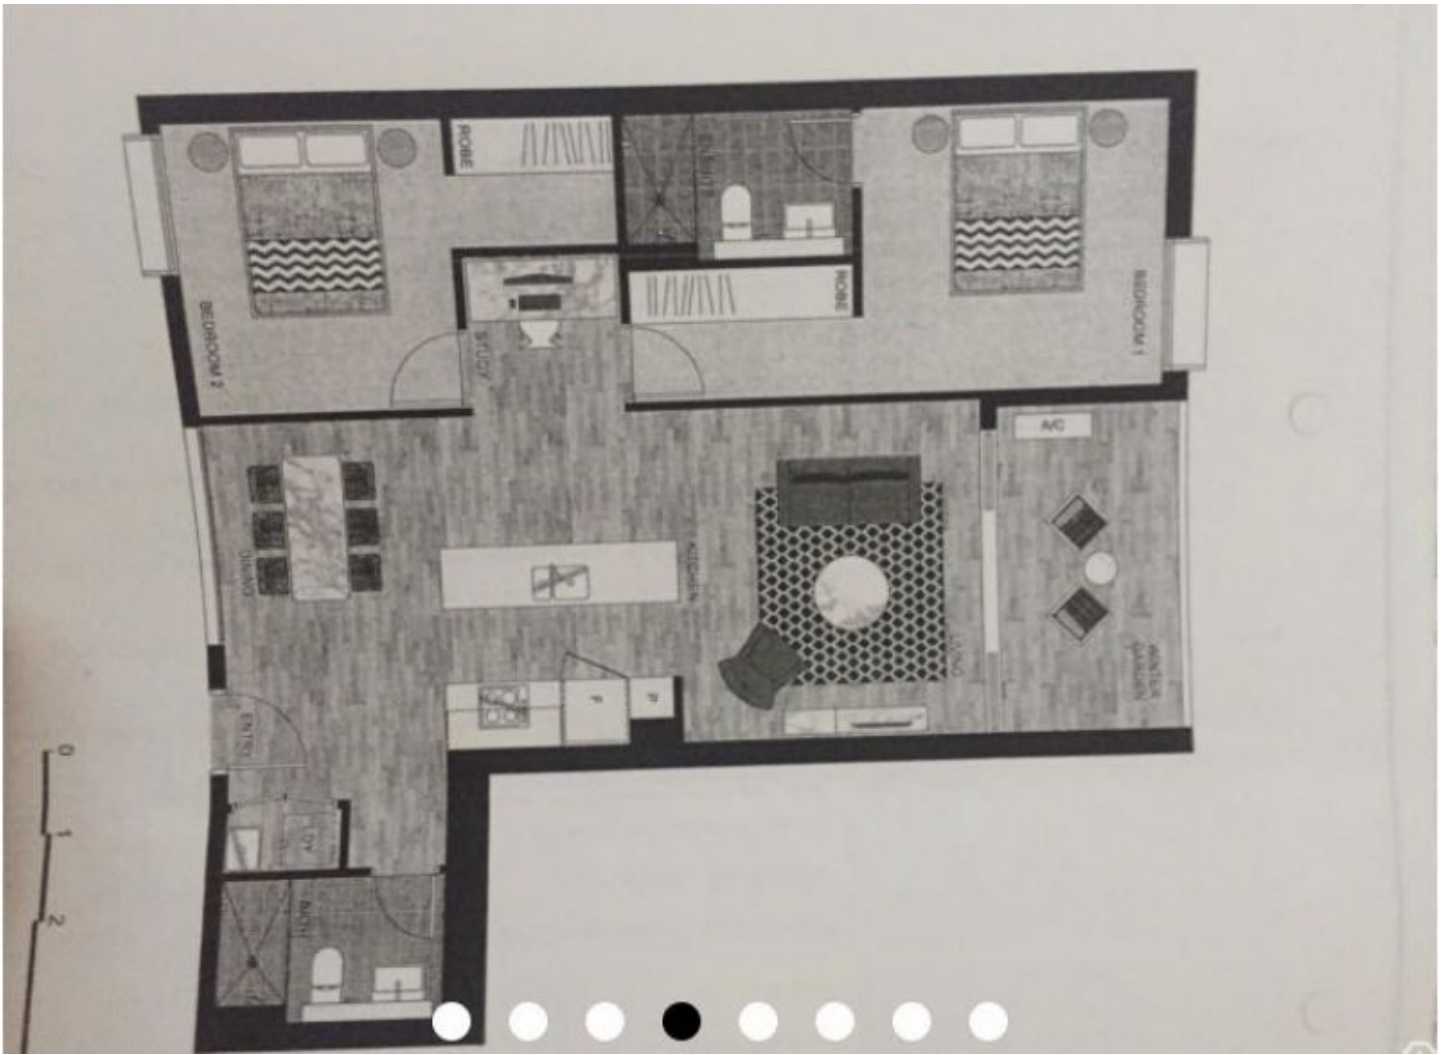 ROBE
ENSUITE
ROBE
BEDROOM 1
BEDROOM 2
STUDY
A/C
KITCHEN
DINING
LIVING
WINTER
GARDEN
P
F
ENTRY
LDY
BATH
0
1
2